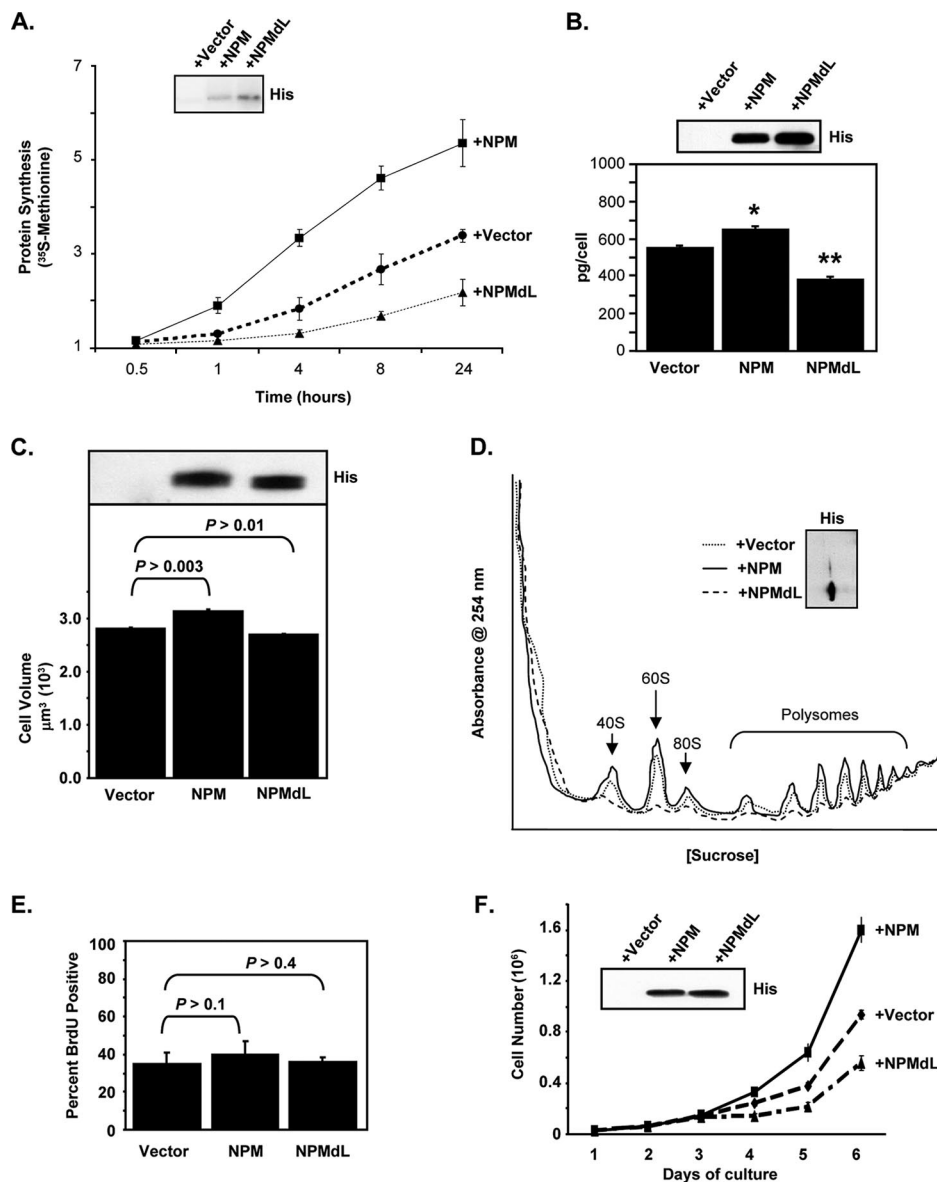 A.
+Vector
+NPM
+NPMdL
His
7
5
3
1
Protein Synthesis
(³⁵S-Methionine)
+NPM
+Vector
+NPMdL
0.5 1 4 8 24
Time (hours)
B.
+Vector
+NPM
+NPMdL
His
1000
800
600
400
200
0
pg/cell
*
**
Vector NPM NPMdL
C.
His
P > 0.01
P > 0.003
3.0
2.0
1.0
0.0
Cell Volume
µm³ (10³)
Vector NPM NPMdL
D.
His
+Vector
+NPM
+NPMdL
Absorbance @ 254 nm
40S
60S
80S
Polysomes
[Sucrose]
E.
100
80
60
40
20
0
Percent BrdU Positive
P > 0.4
P > 0.1
Vector NPM NPMdL
F.
+Vector
+NPM
+NPMdL
His
1.6
1.2
0.8
0.4
0
Cell Number (10⁶)
+NPM
+Vector
+NPMdL
1 2 3 4 5 6
Days of culture